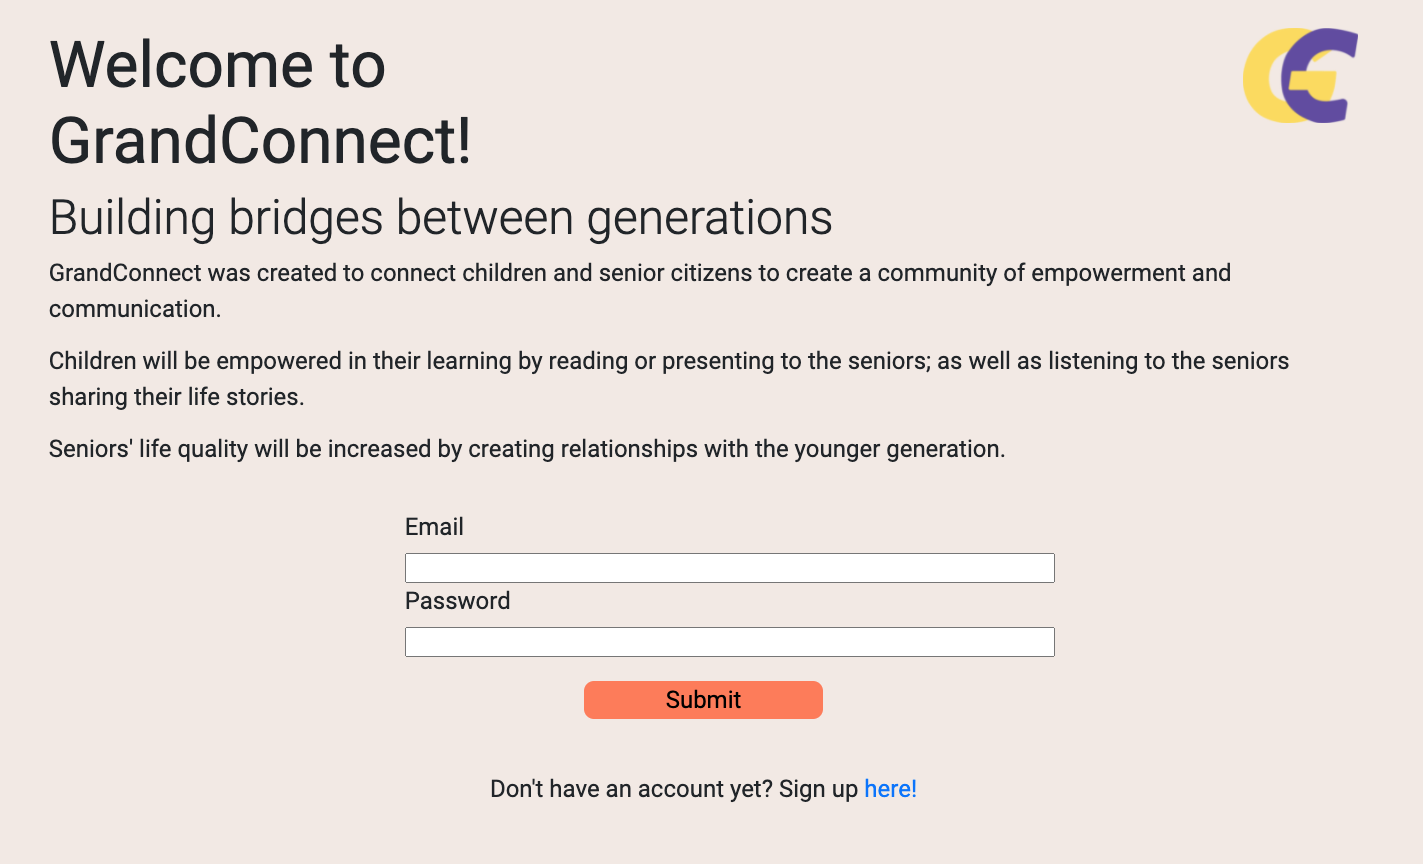 Welcome to
GrandConnect!
Building bridges between generations
GrandConnect was created to connect children and senior citizens to create a community of empowerment and
communication.
Children will be empowered in their learning by reading or presenting to the seniors; as well as listening to the seniors
sharing their life stories.
Seniors' life quality will be increased by creating relationships with the younger generation.
Email
Password
Submit
Don't have an account yet? Sign up here!